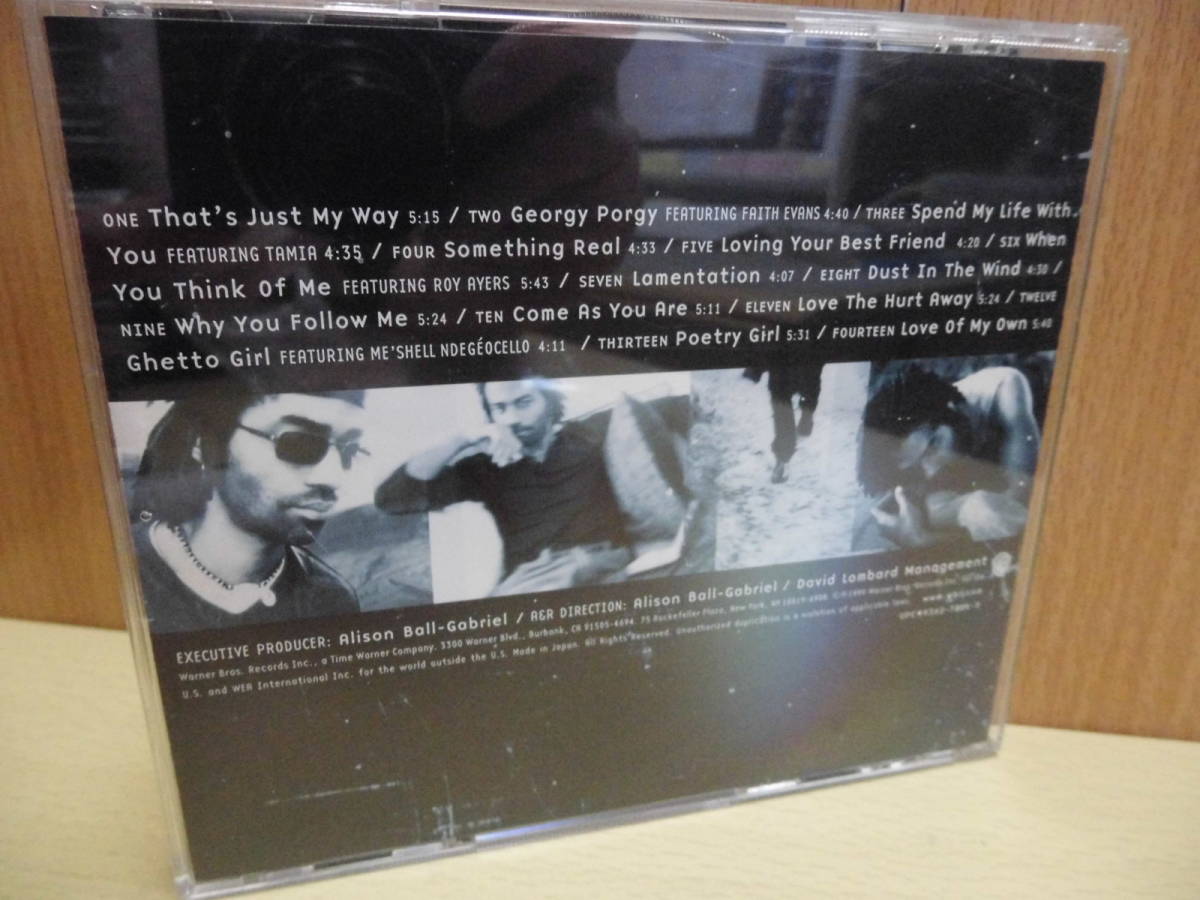 ONE That's Just My Way 5:15 / TWO Georgy Porgy FEATURING FAITH EVANS 4:40 / THREE Spend My Life With
You FEATURING TAMIA 4:35 / FOUR Something Real 4:33 / FIVE Loving Your Best Friend 4:20 / SIX When
You Think Of Me FEATURING ROY AYERS 5:43 / SEVEN Lamentation 4:07 / EIGHT Dust In The Wind 4:30 /
NINE Why You Follow Me 5:24 / TEN Come As You Are 5:11 / ELEVEN Love The Hurt Away 5:24 / TWELVE
Ghetto Girl FEATURING ME'SHELL NDEGÉOCELLO 4:11 / THIRTEEN Poetry Girl 5:31 / FOURTEEN Love Of My Own 5:40
EXECUTIVE PRODUCER: Alison Ball-Gabriel / A&R DIRECTION: Alison Ball-Gabriel / David Lombard Management
Warner Bros. Records Inc., a Time Warner Company. 3300 Warner Blvd., Burbank, CA 91505-4694. 75 Rockefeller Plaza, New York, NY
U.S. and WEA International Inc. for the world outside the U.S. Made in Japan. All Rights Reserved. Unauthorized duplication is a violation of applicable laws.